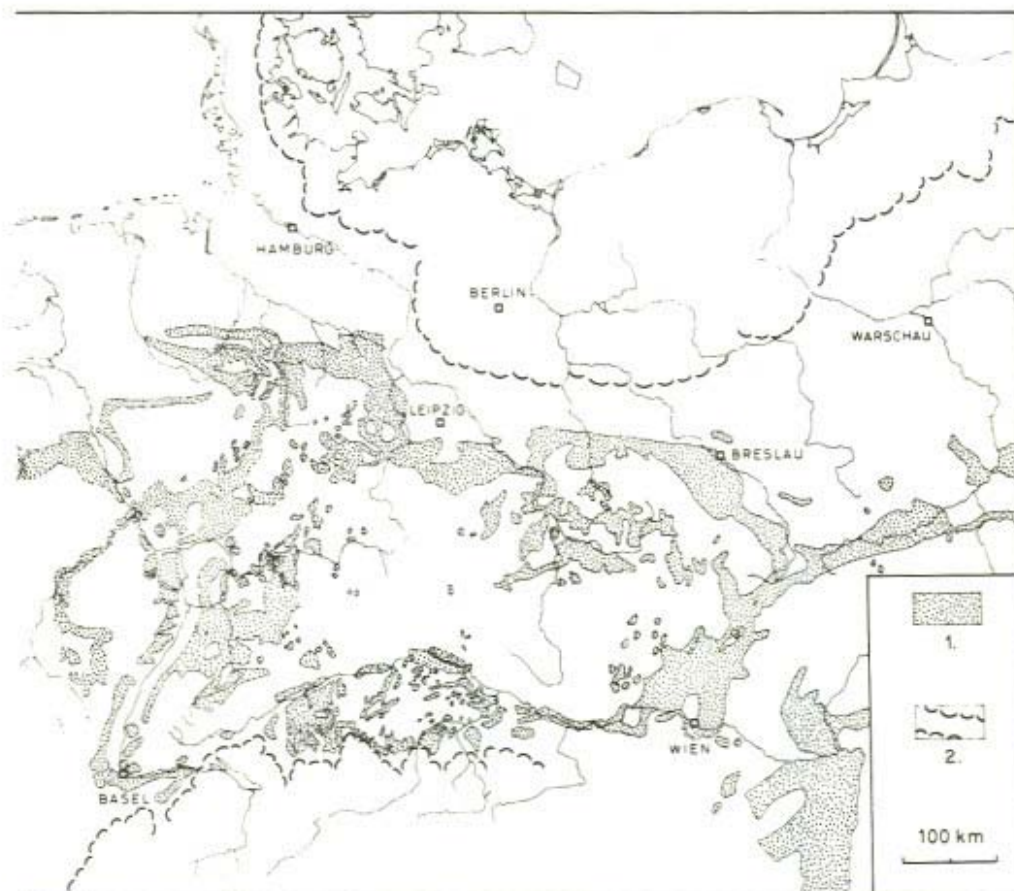 HAMBURG
BERLIN
WARSCHAU
LEIPZIG
BRESLAU
WIEN
BASEL
1.
2.
100 km